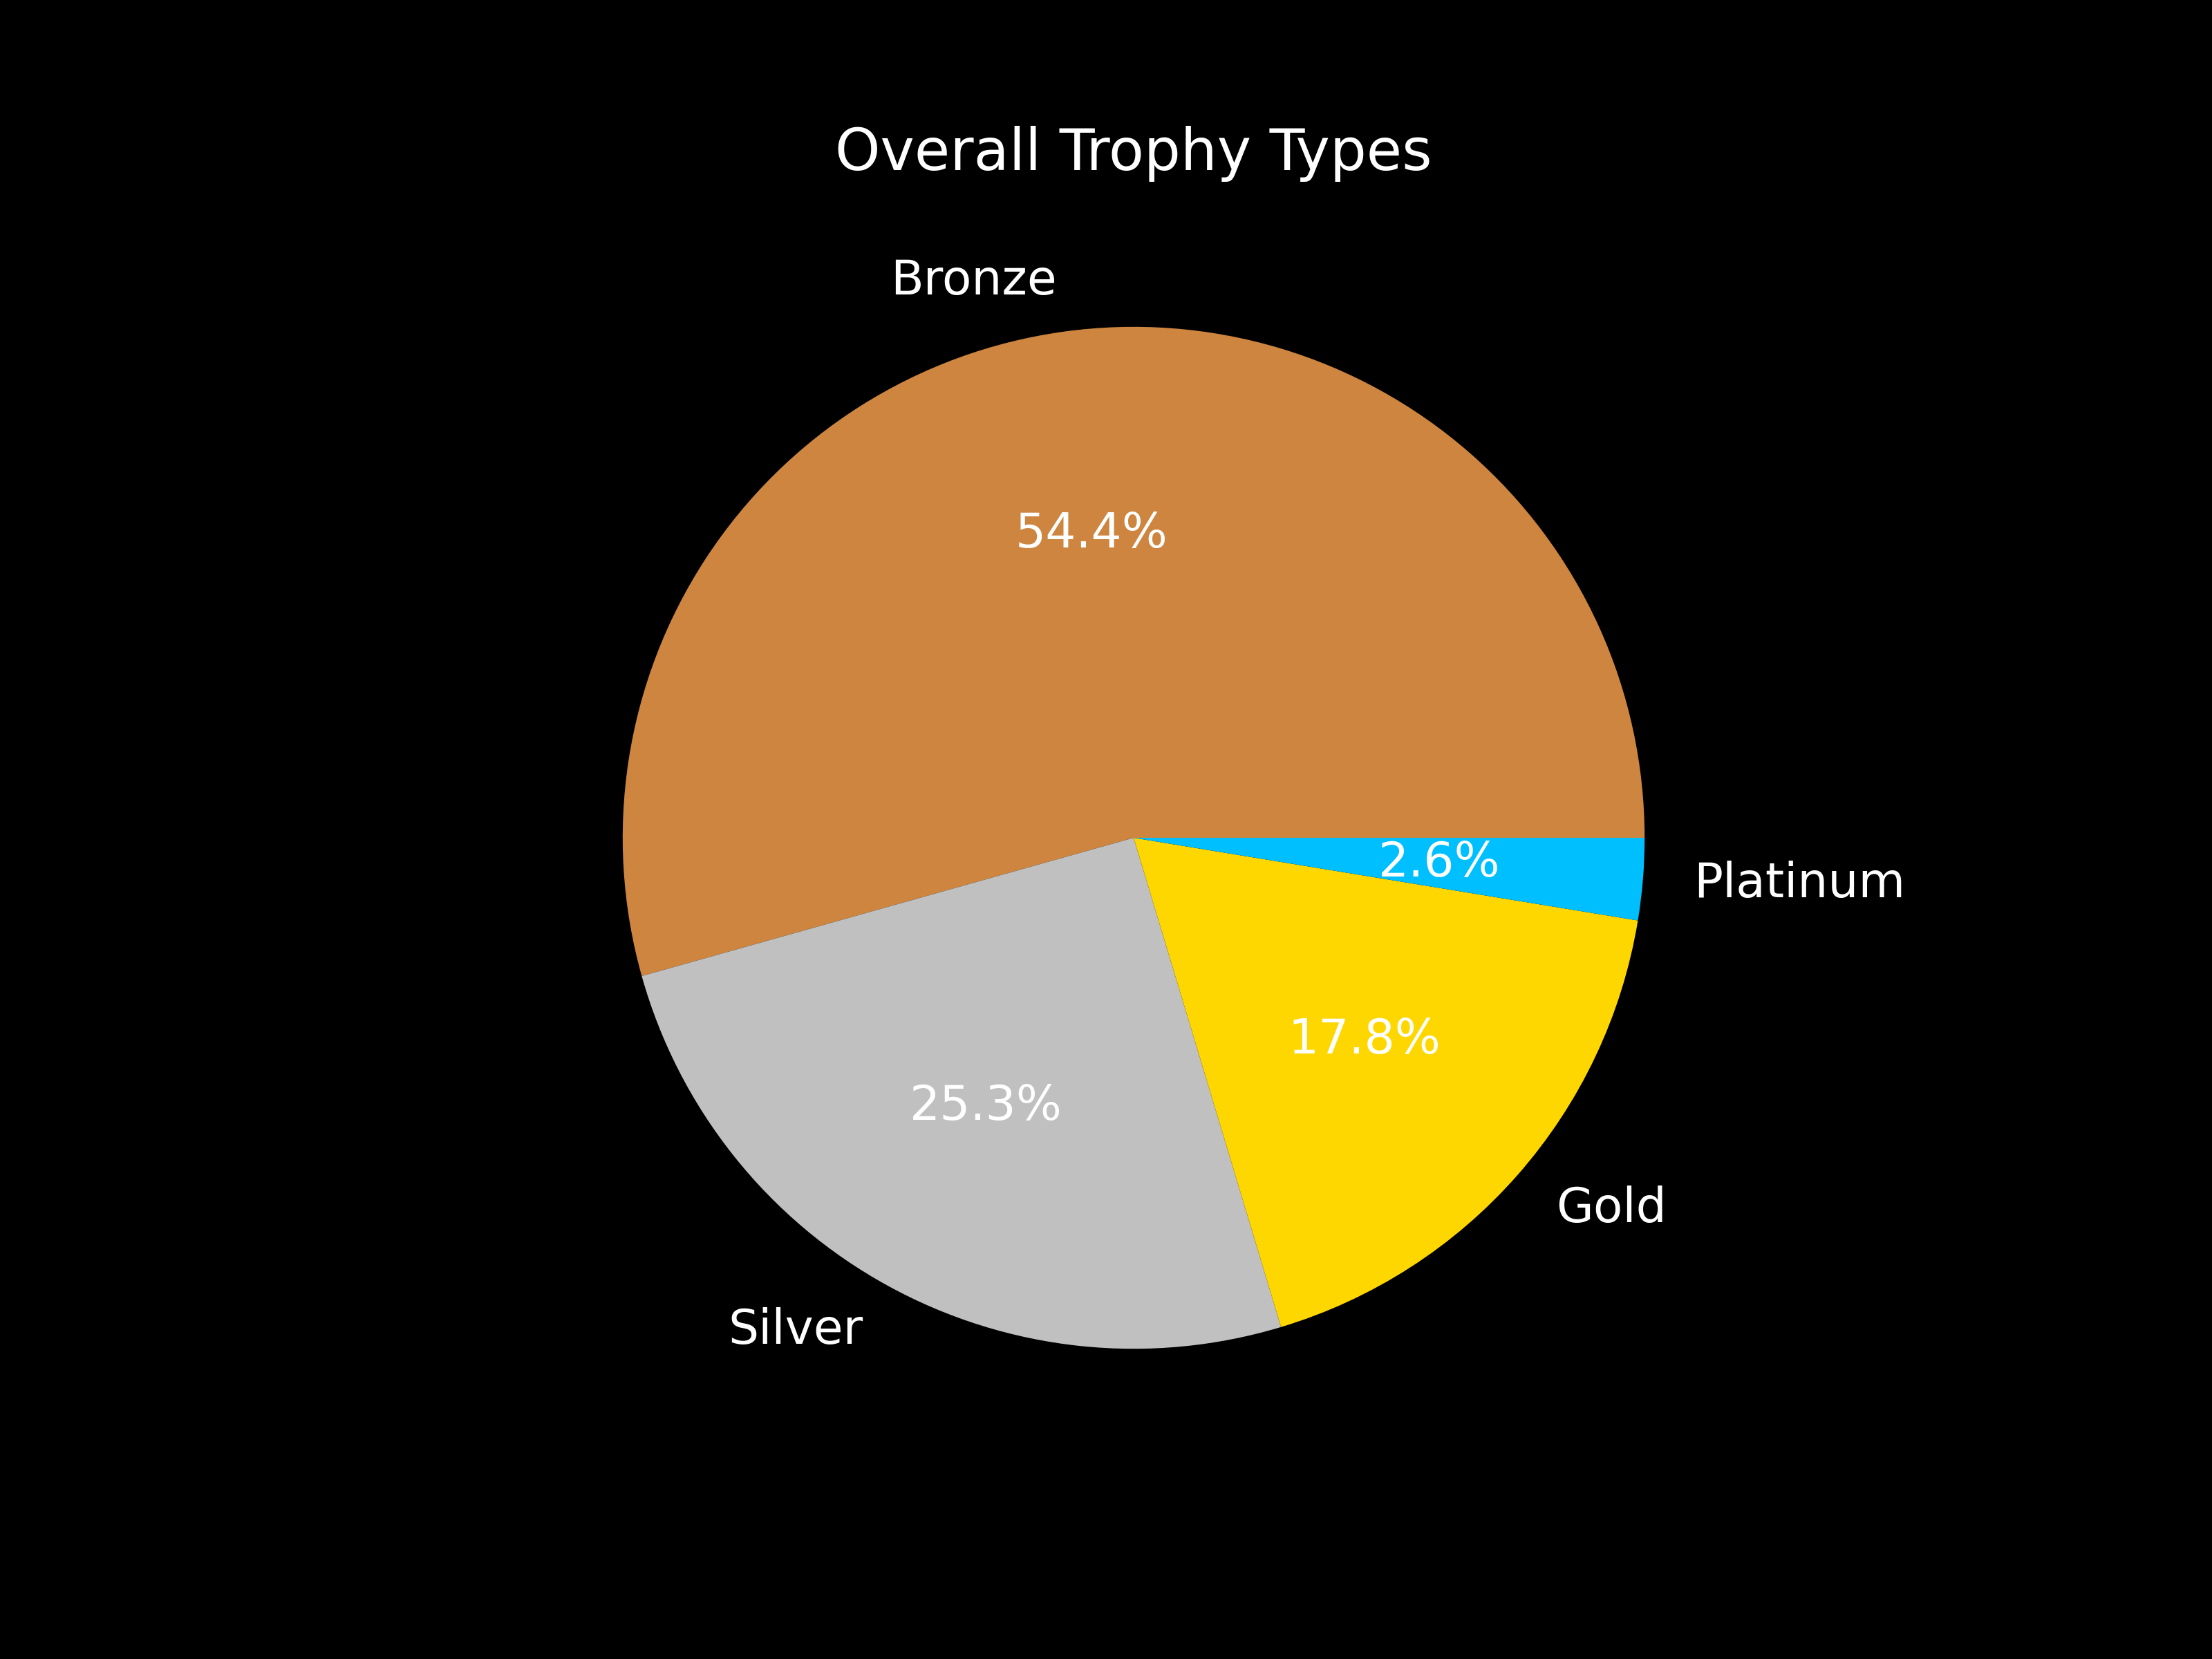 Overall Trophy Types
Bronze
54.4%
2.6%
Platinum
17.8%
25.3%
Gold
Silver